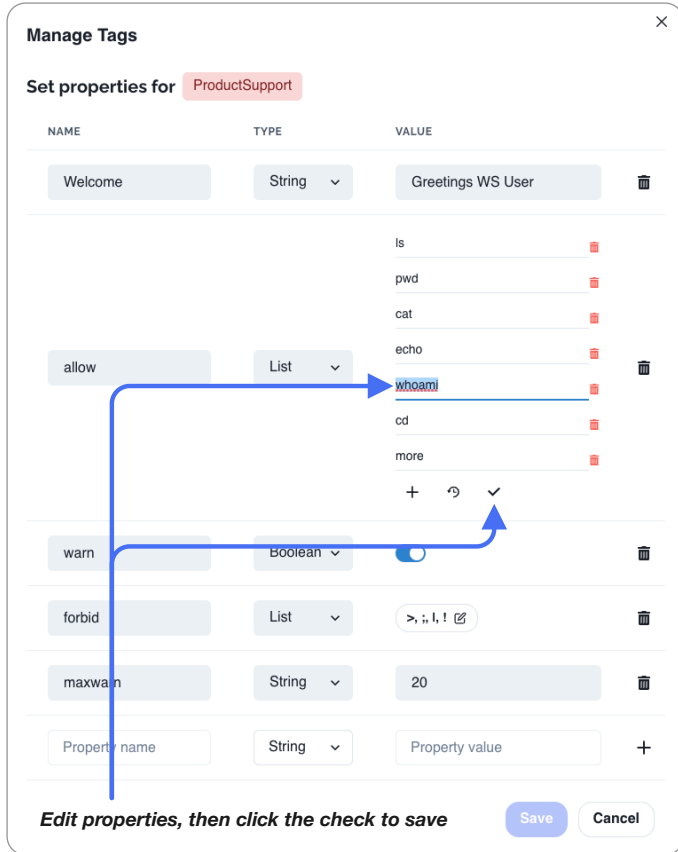 Manage Tags
Set properties for ProductSupport
NAME TYPE VALUE
Welcome String Greetings WS User
ls
pwd
cat
echo
allow List
whoami
cd
more
warn Boolean
forbid List >, ;, |, !
maxwarn String 20
Property name String Property value
Edit properties, then click the check to save Save Cancel